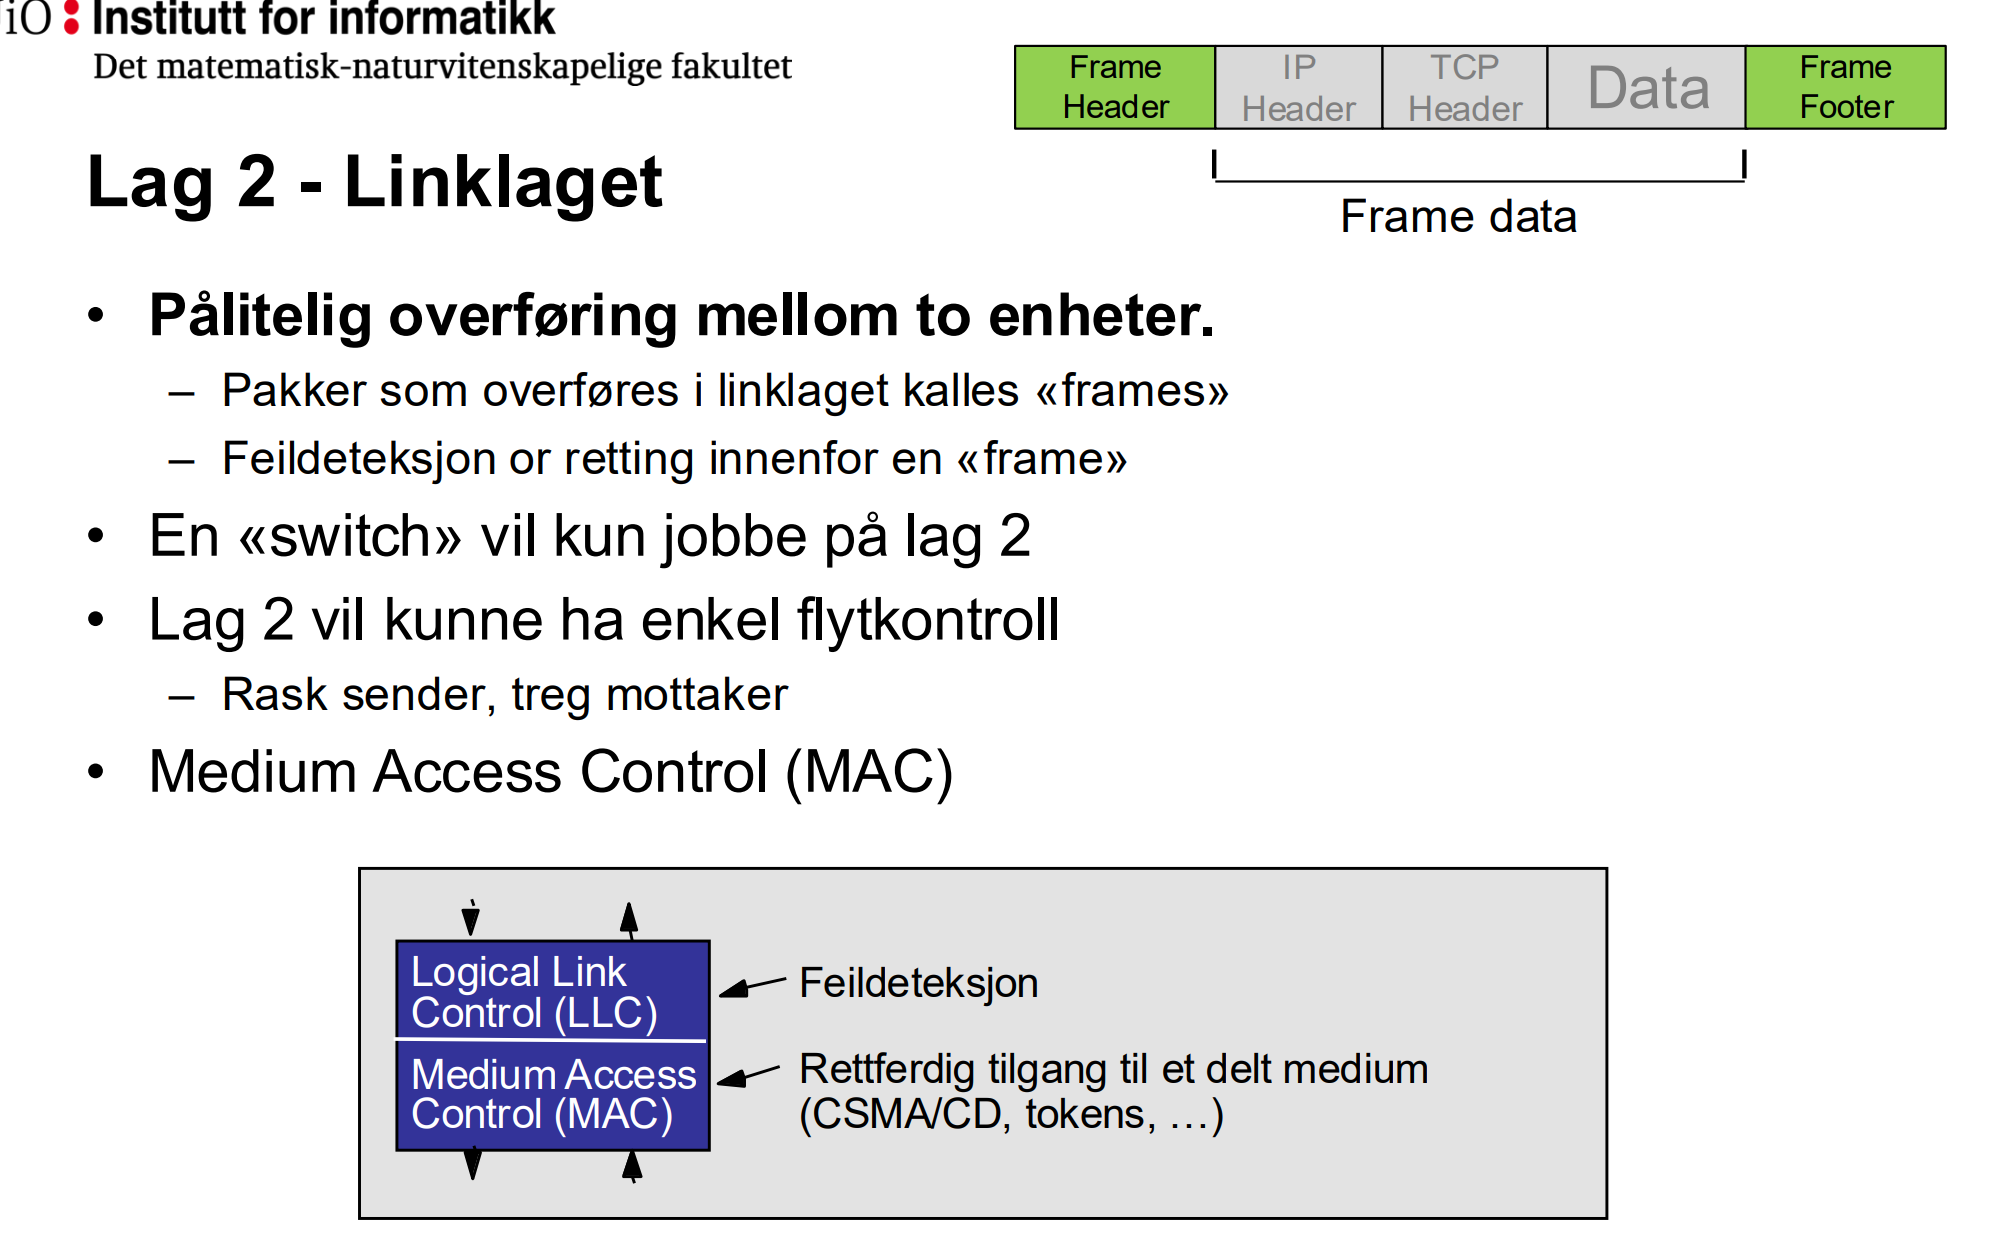 iO Institutt for informatikk
Det matematisk-naturvitenskapelige fakultet
Frame Header
IP Header
TCP Header
Data
Frame Footer
Frame data
Lag 2 - Linklaget
• Pålitelig overføring mellom to enheter.
– Pakker som overføres i linklaget kalles «frames»
– Feildeteksjon or retting innenfor en «frame»
• En «switch» vil kun jobbe på lag 2
• Lag 2 vil kunne ha enkel flytkontroll
– Rask sender, treg mottaker
• Medium Access Control (MAC)
Logical Link
Control (LLC)
Feildeteksjon
Medium Access
Control (MAC)
Rettferdig tilgang til et delt medium
(CSMA/CD, tokens, …)